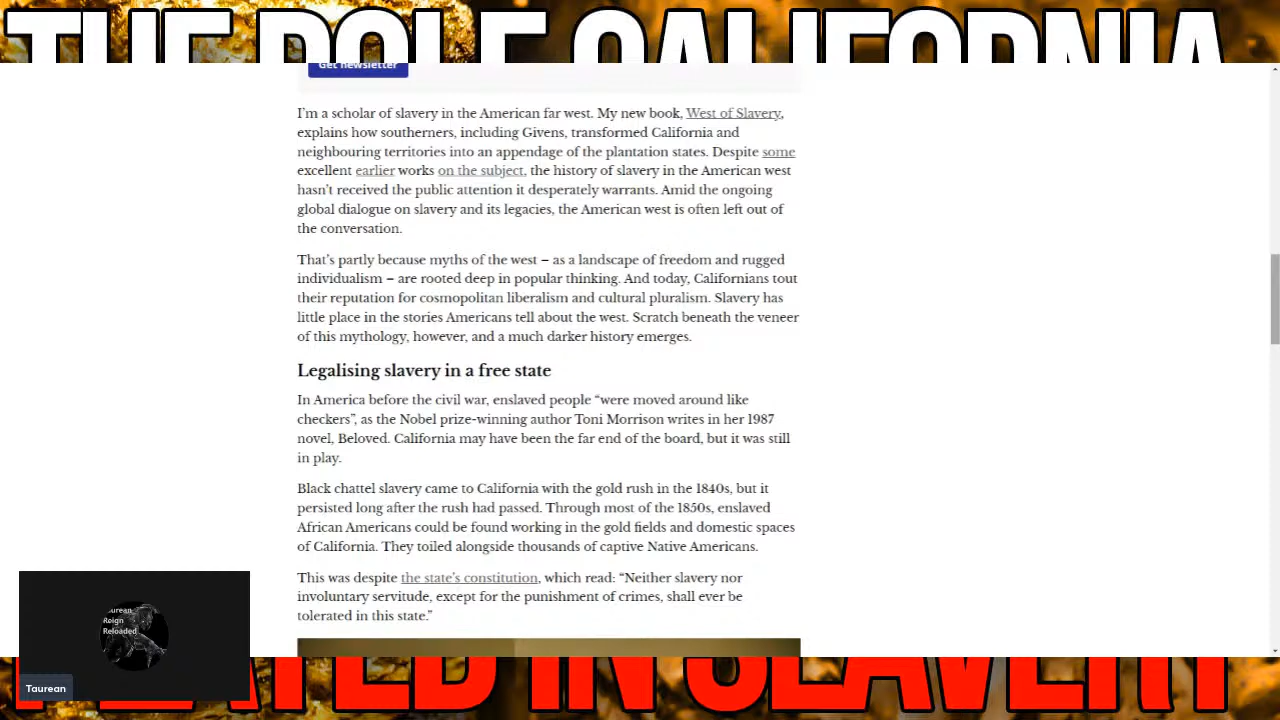 THE ROLE CALIFORNIA
Get newsletter
I'm a scholar of slavery in the American far west. My new book, West of Slavery,
explains how southerners, including Givens, transformed California and
neighbouring territories into an appendage of the plantation states. Despite some
excellent earlier works on the subject, the history of slavery in the American west
hasn't received the public attention it desperately warrants. Amid the ongoing
global dialogue on slavery and its legacies, the American west is often left out of
the conversation.
That's partly because myths of the west – as a landscape of freedom and rugged
individualism – are rooted deep in popular thinking. And today, Californians tout
their reputation for cosmopolitan liberalism and cultural pluralism. Slavery has
little place in the stories Americans tell about the west. Scratch beneath the veneer
of this mythology, however, and a much darker history emerges.
Legalising slavery in a free state
In America before the civil war, enslaved people “were moved around like
checkers”, as the Nobel prize-winning author Toni Morrison writes in her 1987
novel, Beloved. California may have been the far end of the board, but it was still
in play.
Black chattel slavery came to California with the gold rush in the 1840s, but it
persisted long after the rush had passed. Through most of the 1850s, enslaved
African Americans could be found working in the gold fields and domestic spaces
of California. They toiled alongside thousands of captive Native Americans.
This was despite the state's constitution, which read: “Neither slavery nor
involuntary servitude, except for the punishment of crimes, shall ever be
tolerated in this state.”
Reign
Reloaded
Taurean
IN SLAVERY